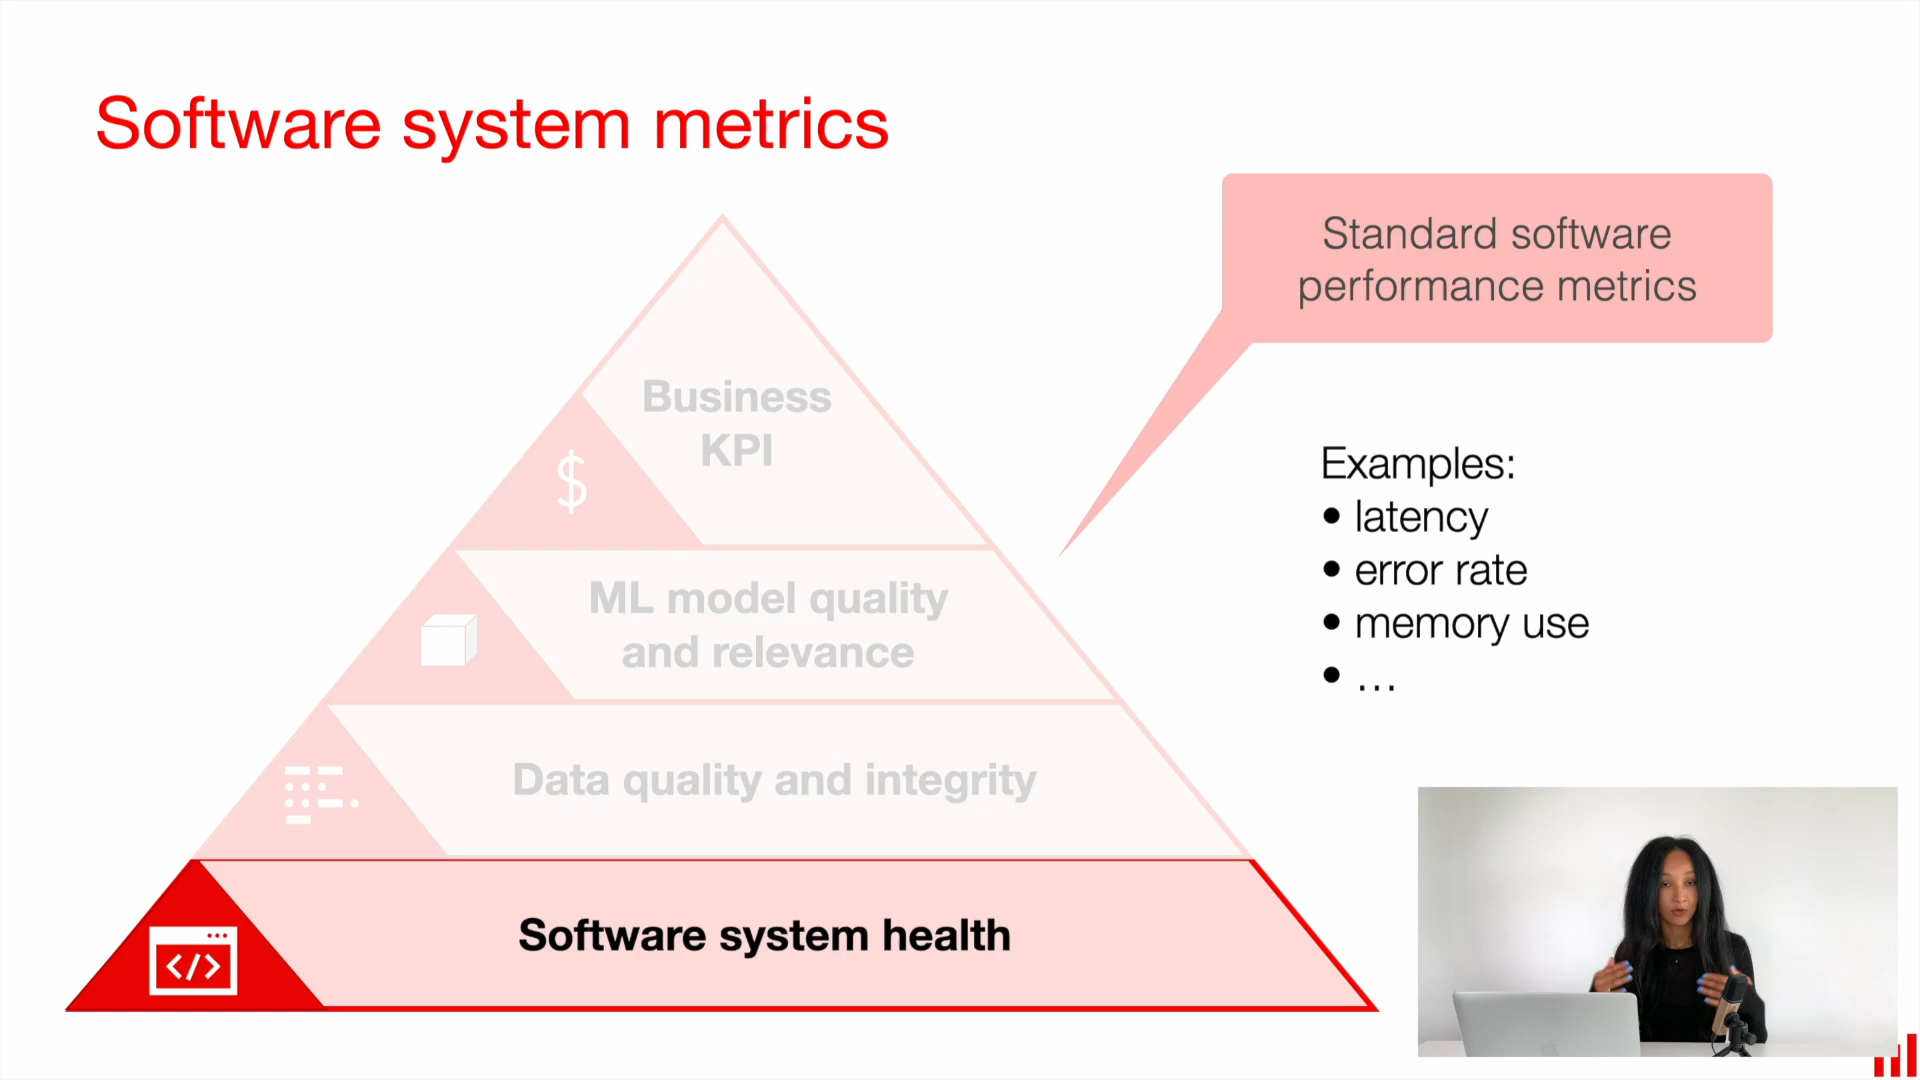 Software system metrics
Standard software
performance metrics
Business
KPI
$
Examples:
• latency
• error rate
• memory use
• …
ML model quality
and relevance
Data quality and integrity
</>
Software system health